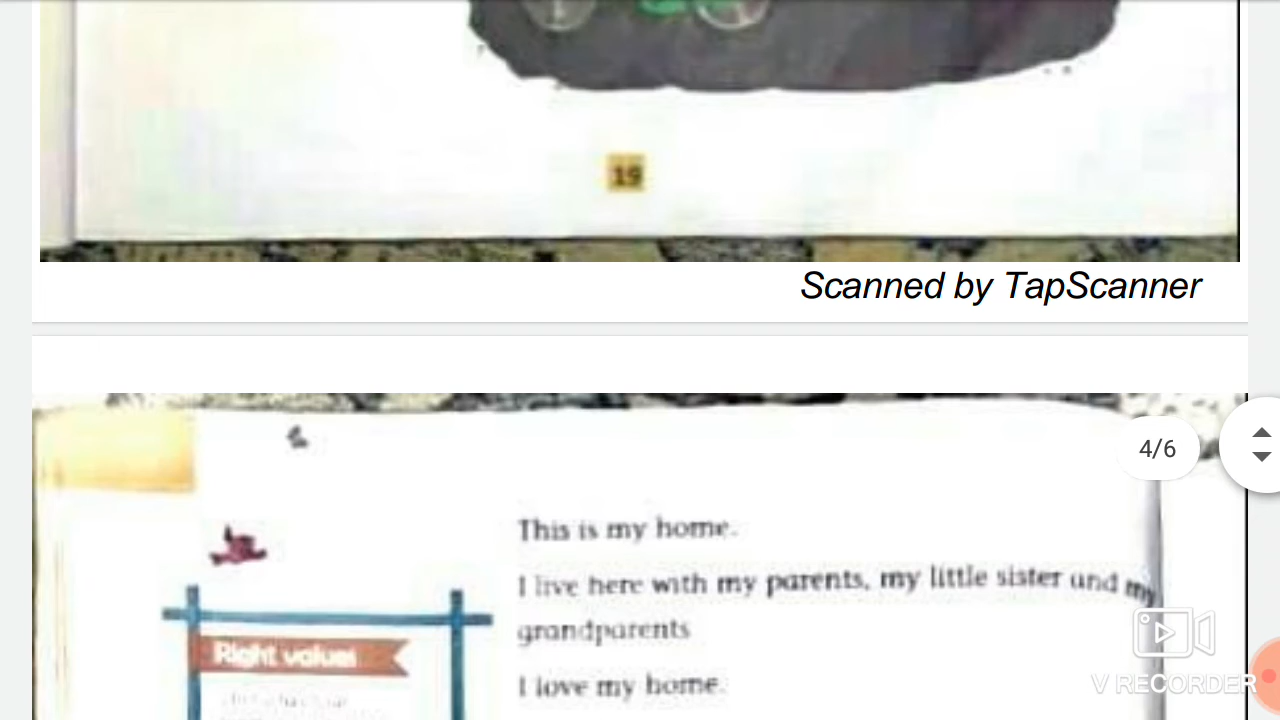 19
Scanned by TapScanner
4/6
This is my home.
I live here with my parents, my little sister and my
grandparents
Right values
I love my home.
V RECORDER